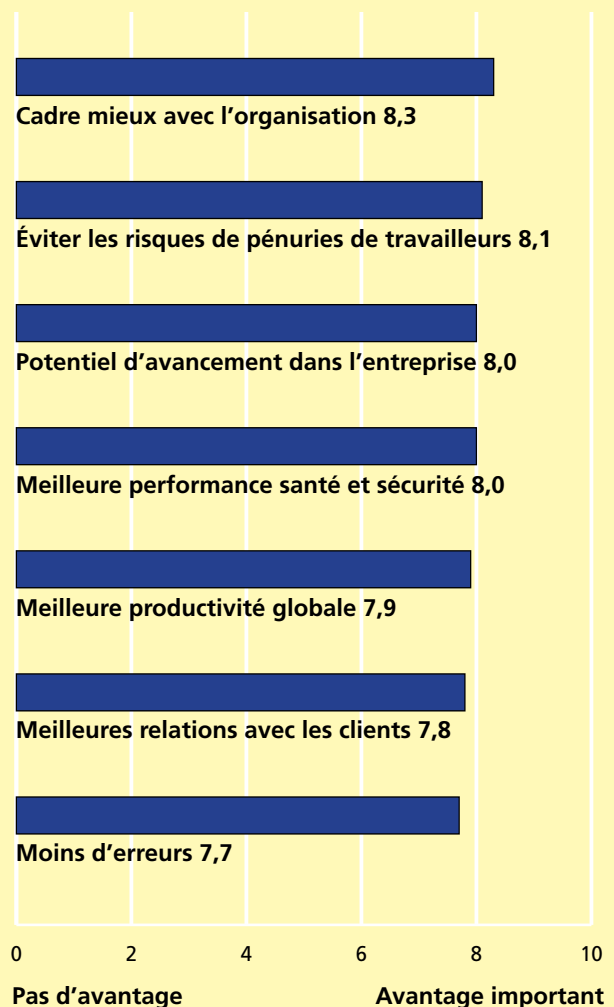 Cadre mieux avec l’organisation 8,3
Éviter les risques de pénuries de travailleurs 8,1
Potentiel d’avancement dans l’entreprise 8,0
Meilleure performance santé et sécurité 8,0
Meilleure productivité globale 7,9
Meilleures relations avec les clients 7,8
Moins d’erreurs 7,7
0 2 4 6 8 10
Pas d’avantage Avantage important